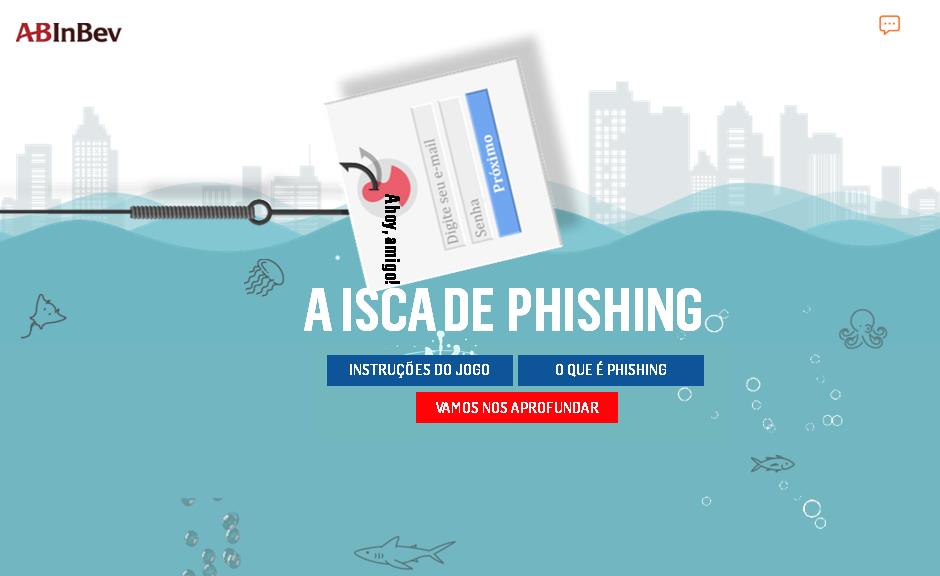 ABInBev
Ahoy, amigo!
Digite seu e-mail
Senha
Próximo
A ISCA DE PHISHING
INSTRUÇÕES DO JOGO
O QUE É PHISHING
VAMOS NOS APROFUNDAR